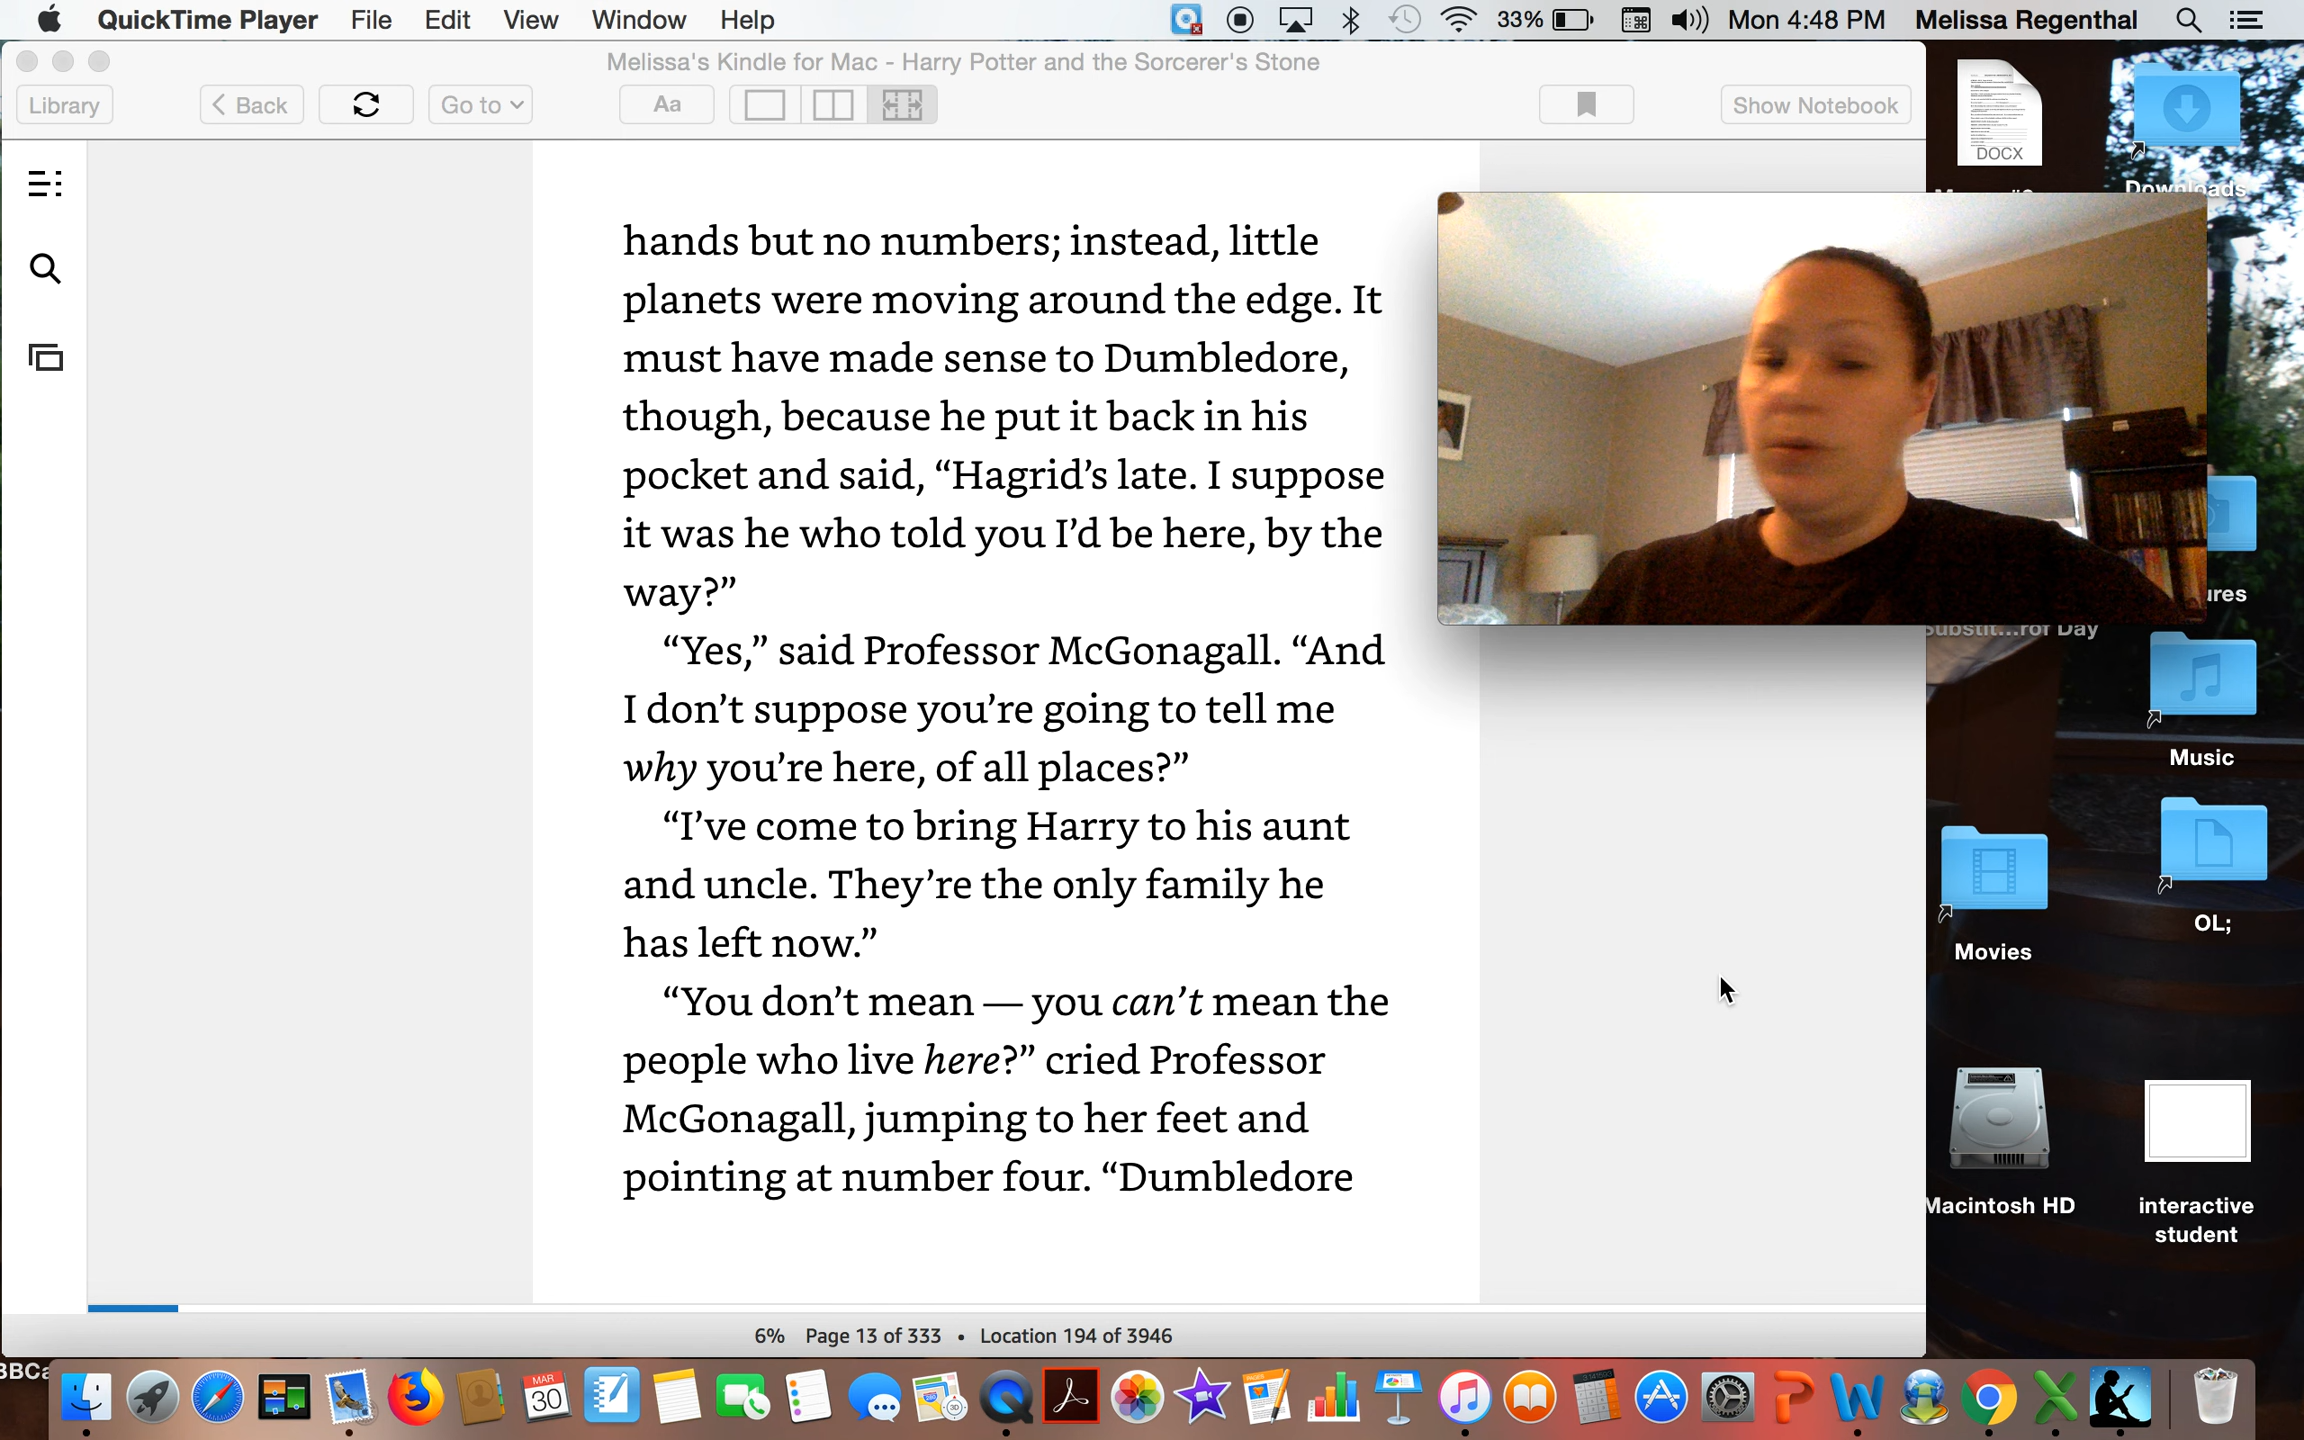 QuickTime Player File Edit View Window Help 33% Mon 4:48 PM Melissa Regenthal
Melissa's Kindle for Mac - Harry Potter and the Sorcerer's Stone
Library Back Go to Aa Show Notebook
hands but no numbers; instead, little
planets were moving around the edge. It
must have made sense to Dumbledore,
though, because he put it back in his
pocket and said, “Hagrid’s late. I suppose
it was he who told you I’d be here, by the
way?”
“Yes,” said Professor McGonagall. “And
I don’t suppose you’re going to tell me
why you’re here, of all places?”
“I’ve come to bring Harry to his aunt
and uncle. They’re the only family he
has left now.”
“You don’t mean — you can’t mean the
people who live here?” cried Professor
McGonagall, jumping to her feet and
pointing at number four. “Dumbledore
6% Page 13 of 333 • Location 194 of 3946
DOCX
Downloads
ures
Substit...rof Day
Music
Movies
OL;
Macintosh HD
interactive
student
MAR
30